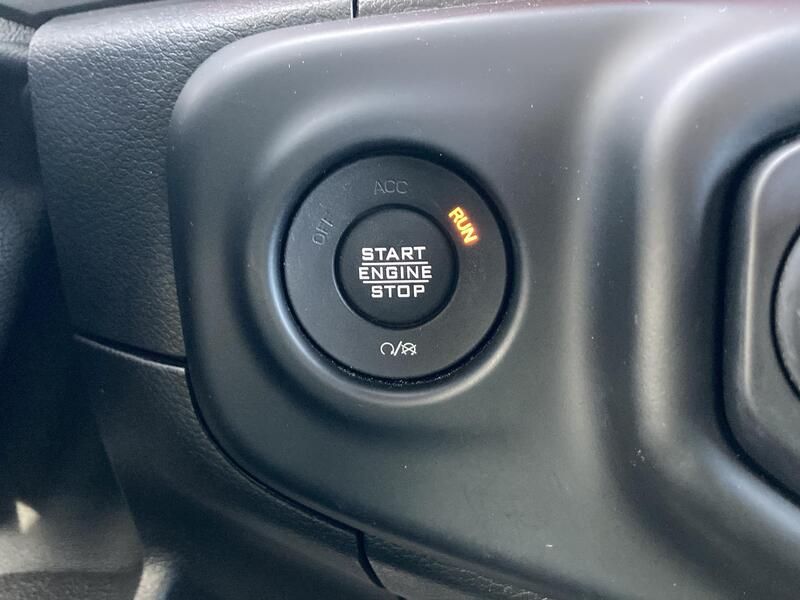 OFF
ACC
RUN
START
ENGINE
STOP